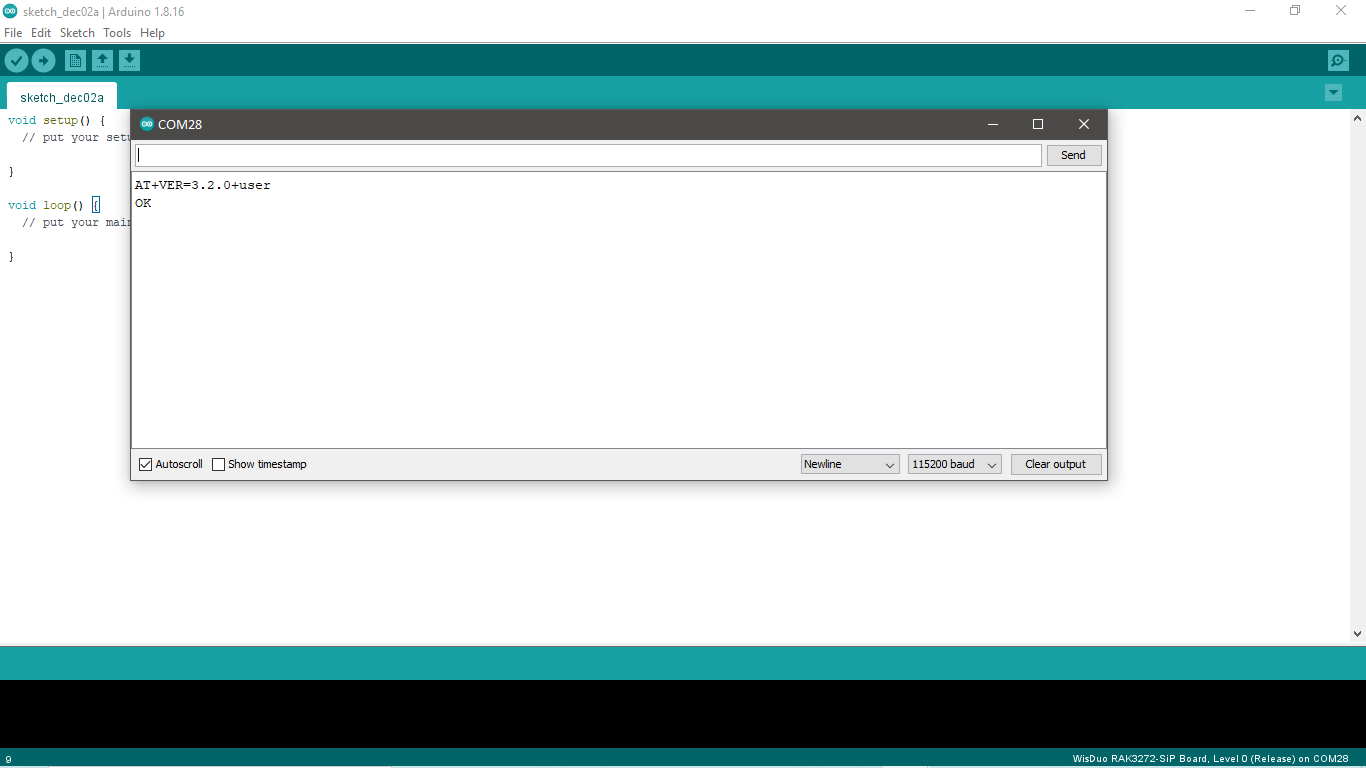 sketch_dec02a | Arduino 1.8.16
File Edit Sketch Tools Help
sketch_dec02a
void setup() {
// put your setu
}
void loop() {
// put your main
}
COM28
Send
AT+VER=3.2.0+user
OK
Autoscroll Show timestamp Newline 115200 baud Clear output
9 WisDuo RAK3272-SiP Board, Level 0 (Release) on COM28